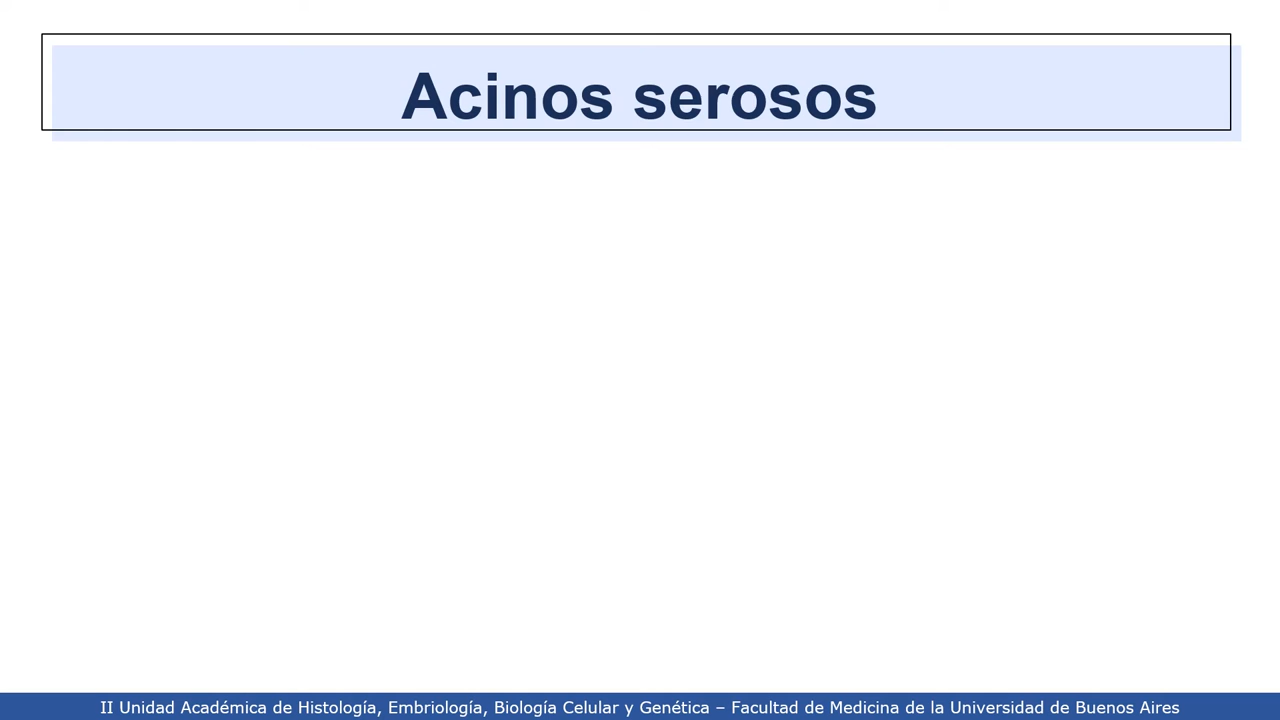 Acinos serosos
II Unidad Académica de Histología, Embriología, Biología Celular y Genética – Facultad de Medicina de la Universidad de Buenos Aires